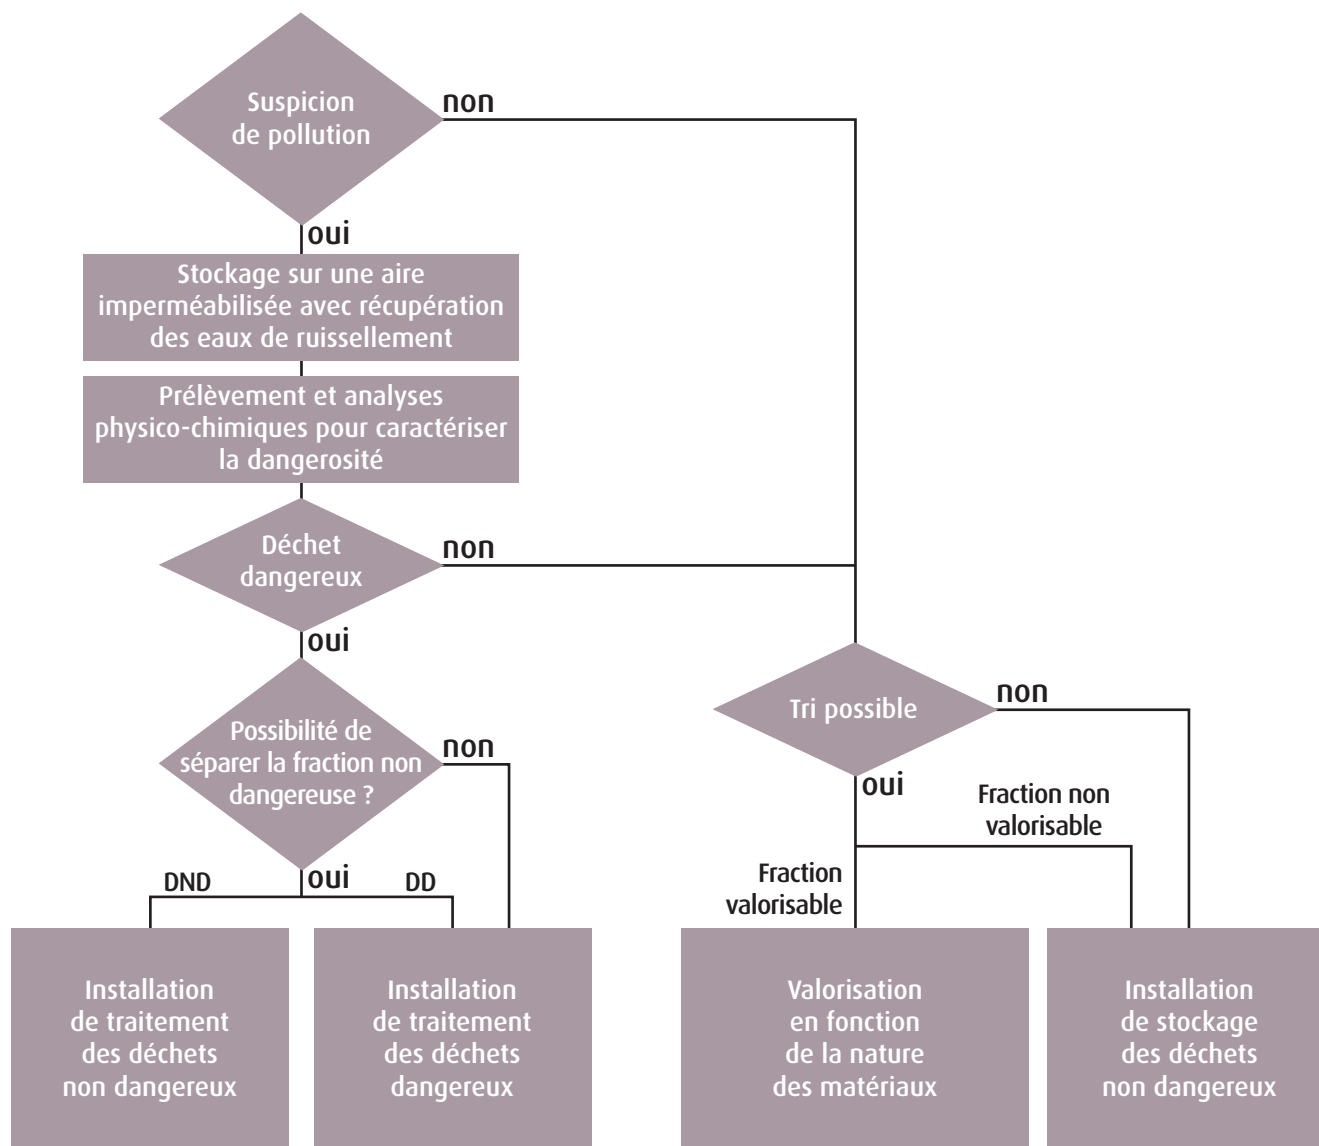 Suspicion
de pollution
non
oui
Stockage sur une aire
imperméabilisée avec récupération
des eaux de ruissellement
Prélèvement et analyses
physico-chimiques pour caractériser
la dangerosité
Déchet
dangereux
non
oui
Possibilité de
séparer la fraction non
dangereuse ?
non
oui
DND
DD
Tri possible
non
oui
Fraction non
valorisable
Fraction
valorisable
Installation
de traitement
des déchets
non dangereux
Installation
de traitement
des déchets
dangereux
Valorisation
en fonction
de la nature
des matériaux
Installation
de stockage
des déchets
non dangereux